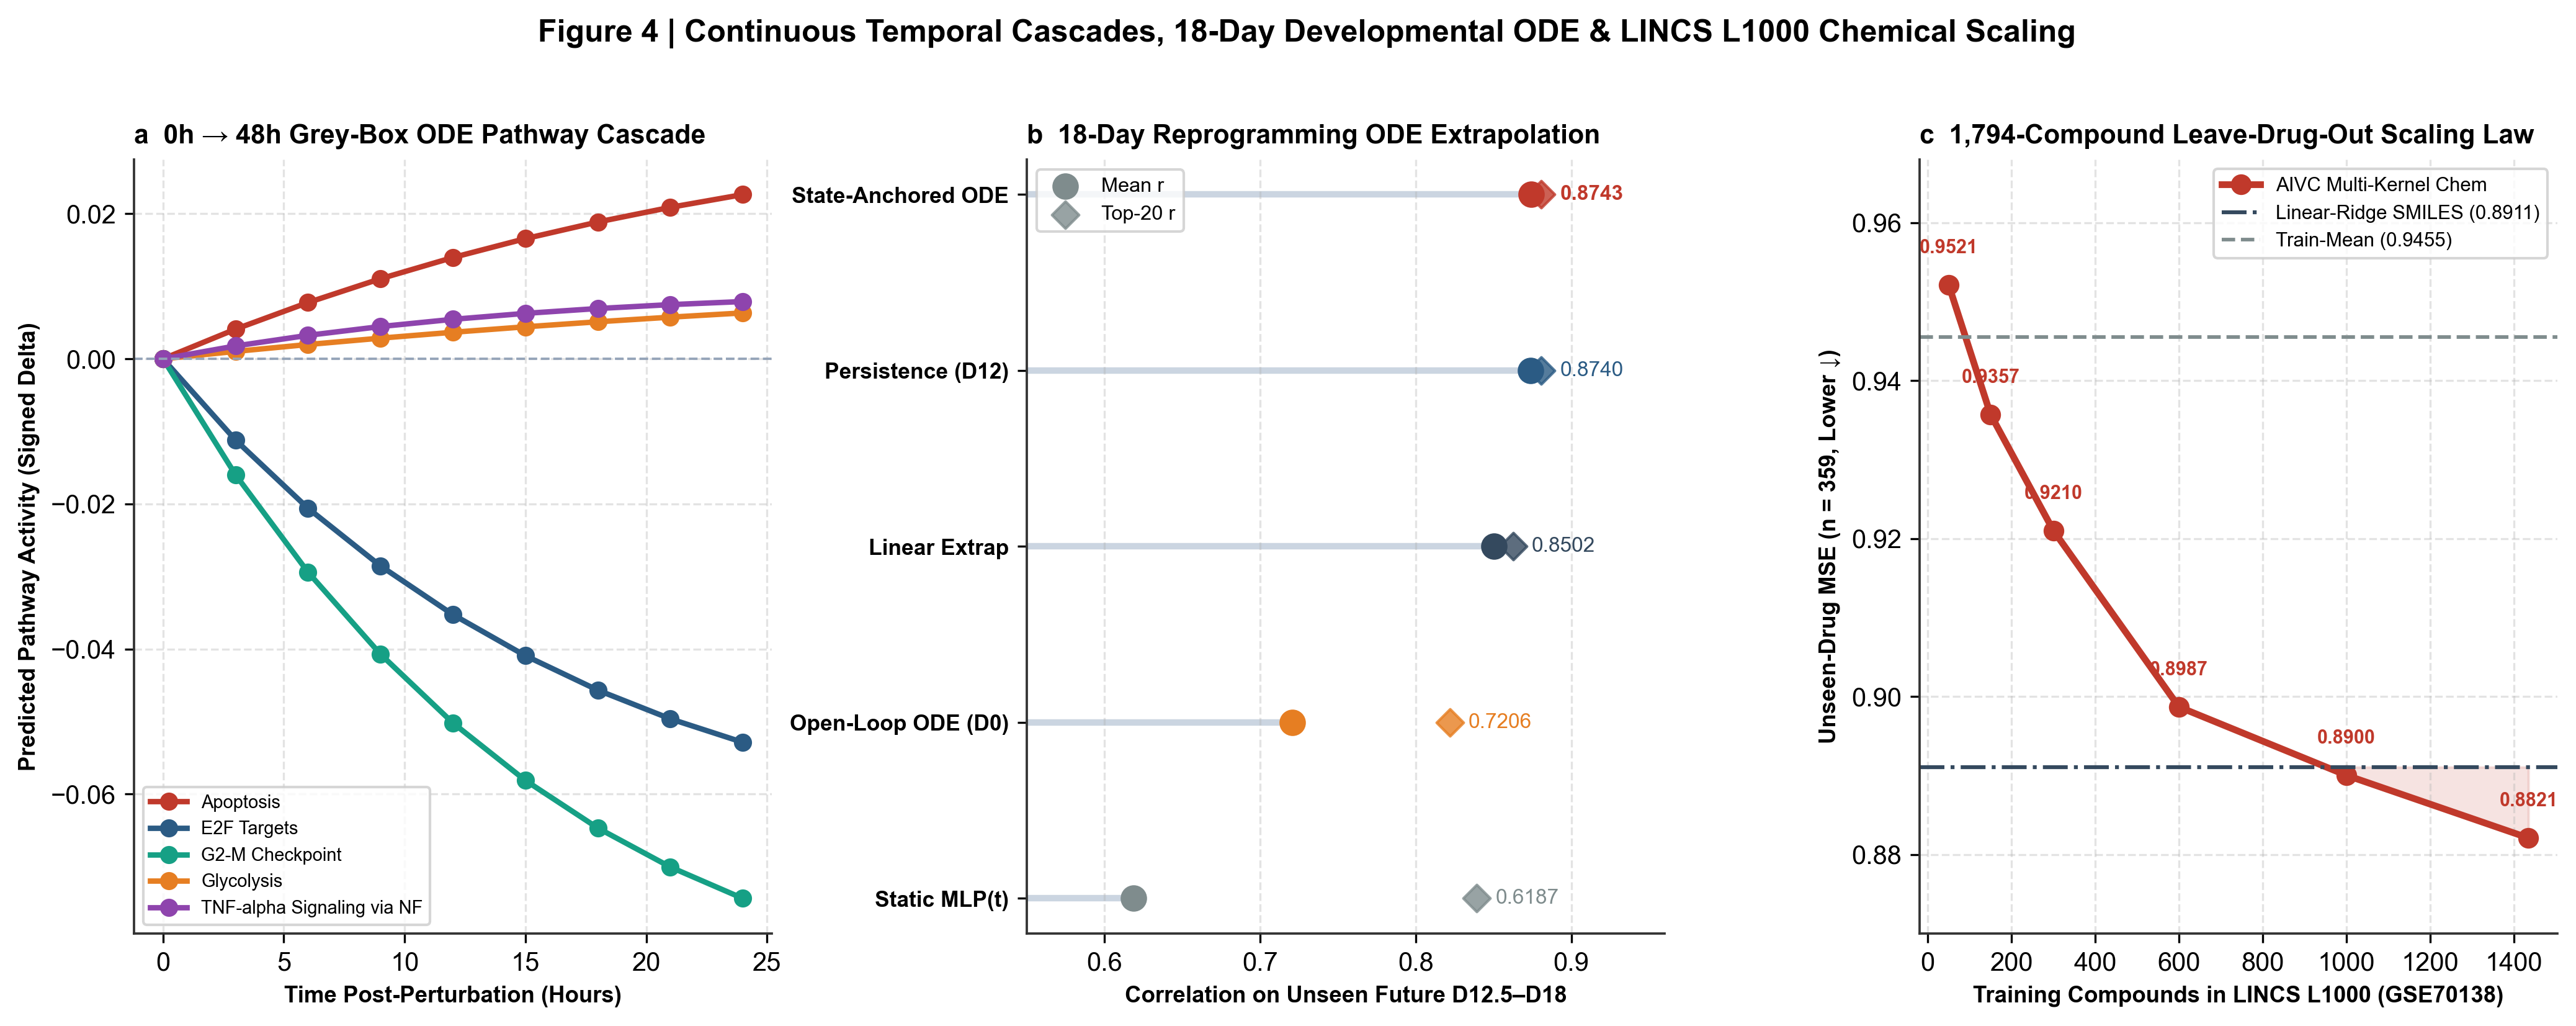 Figure 4 | Continuous Temporal Cascades, 18-Day Developmental ODE & LINCS L1000 Chemical Scaling
a 0h → 48h Grey-Box ODE Pathway Cascade
Predicted Pathway Activity (Signed Delta)
0.02
0.00
−0.02
−0.04
−0.06
Apoptosis
E2F Targets
G2-M Checkpoint
Glycolysis
TNF-alpha Signaling via NF
0 5 10 15 20 25
Time Post-Perturbation (Hours)
b 18-Day Reprogramming ODE Extrapolation
Mean r
Top-20 r
State-Anchored ODE 0.8743
Persistence (D12) 0.8740
Linear Extrap 0.8502
Open-Loop ODE (D0) 0.7206
Static MLP(t) 0.6187
0.6 0.7 0.8 0.9
Correlation on Unseen Future D12.5–D18
c 1,794-Compound Leave-Drug-Out Scaling Law
AIVC Multi-Kernel Chem
Linear-Ridge SMILES (0.8911)
Train-Mean (0.9455)
Unseen-Drug MSE (n = 359, Lower ↓)
0.96
0.94
0.92
0.90
0.88
0.9521
0.9357
0.9210
0.8987
0.8900
0.8821
0 200 400 600 800 1000 1200 1400
Training Compounds in LINCS L1000 (GSE70138)